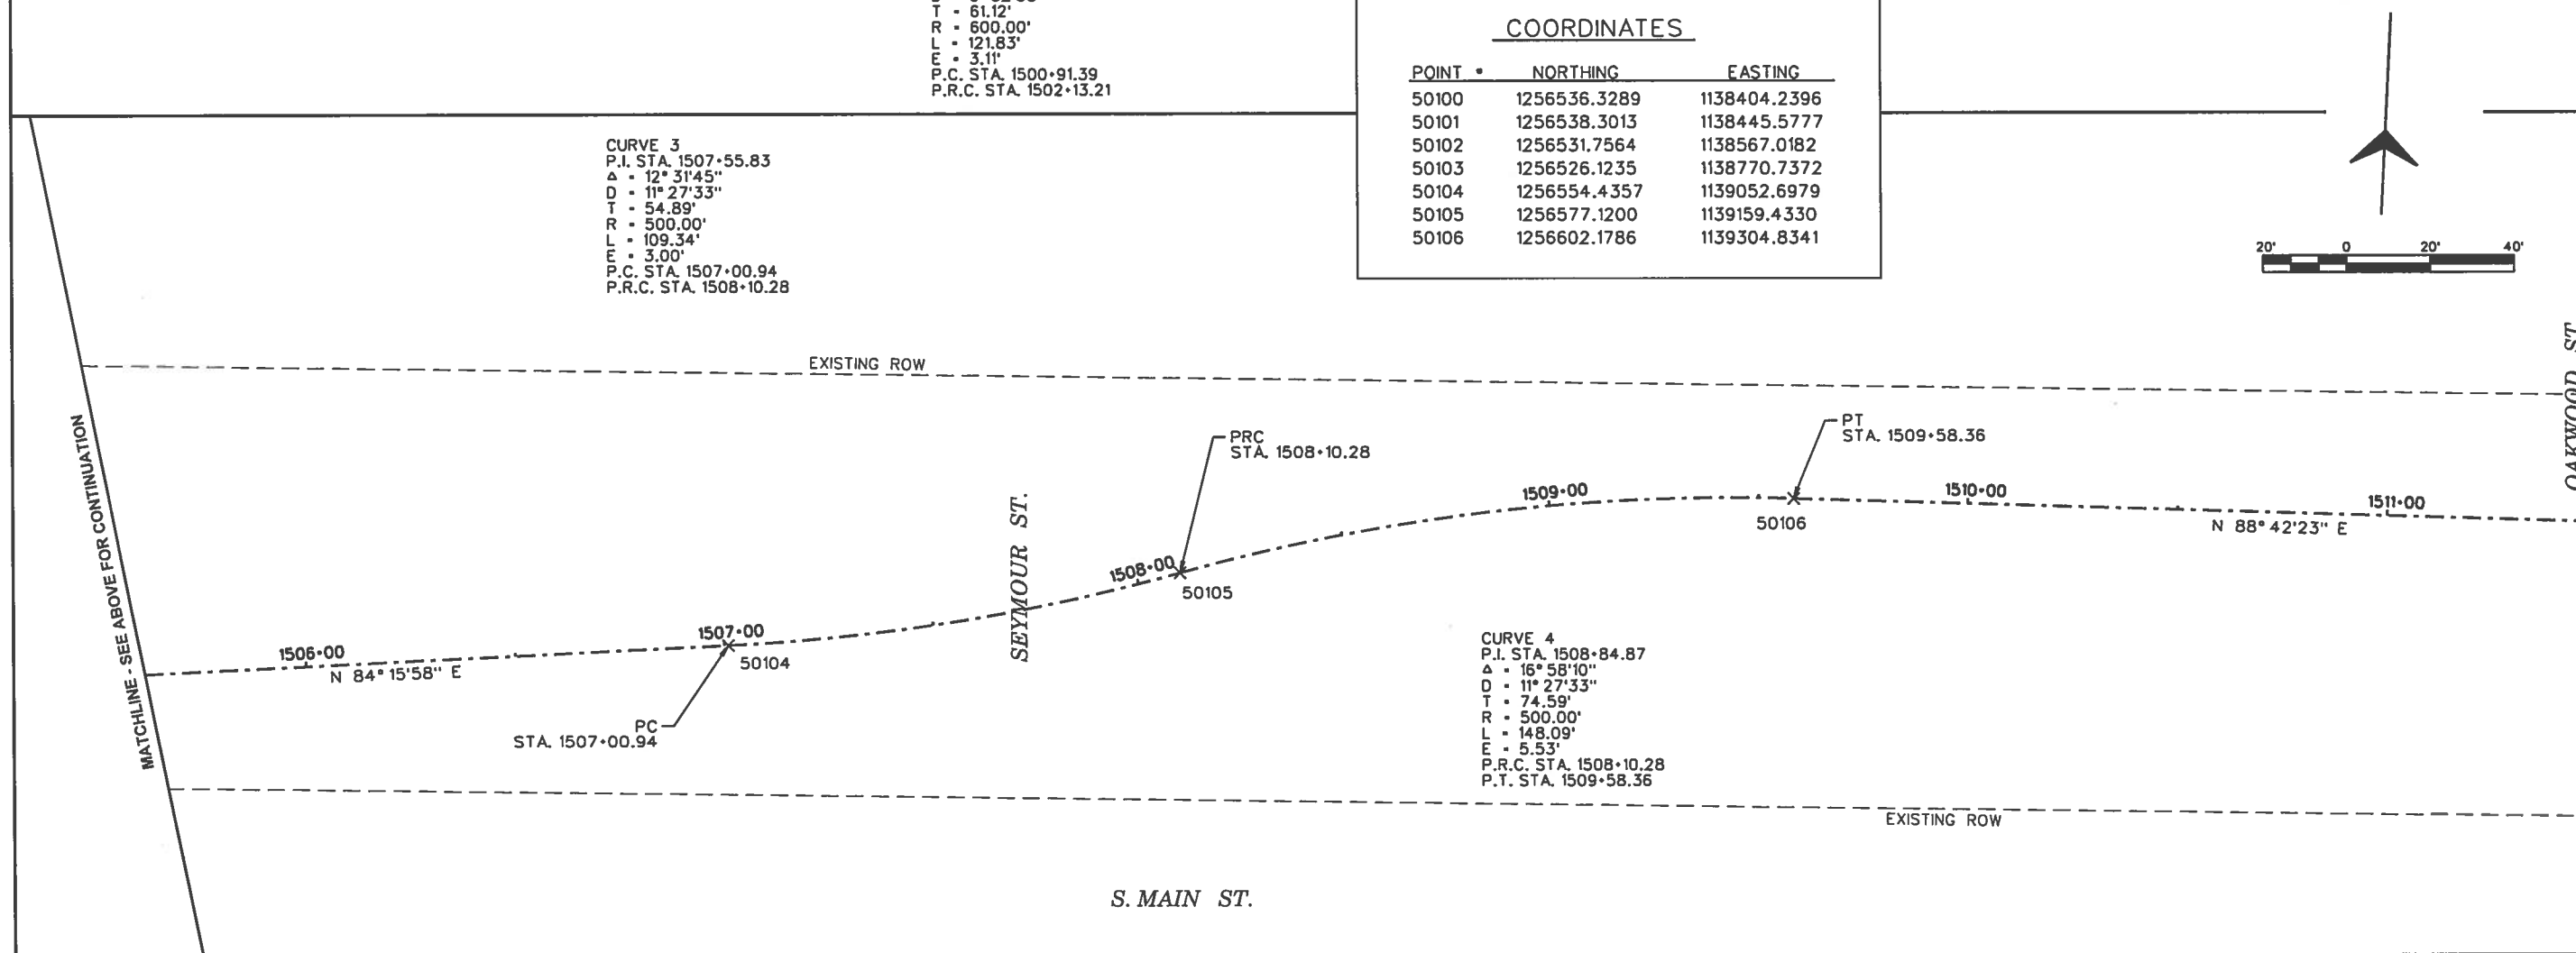 T = 61.12'
R = 600.00'
L = 121.83'
E = 3.11'
P.C. STA. 1500+91.39
P.R.C. STA. 1502+13.21
COORDINATES
POINT # NORTHING EASTING
50100 1256536.3289 1138404.2396
50101 1256538.3013 1138445.5777
50102 1256531.7564 1138567.0182
50103 1256526.1235 1138770.7372
50104 1256554.4357 1139052.6979
50105 1256577.1200 1139159.4330
50106 1256602.1786 1139304.8341
20' 0 20' 40'
CURVE 3
P.I. STA. 1507+55.83
Δ = 12° 31'45"
D = 11° 27'33"
T = 54.89'
R = 500.00'
L = 109.34'
E = 3.00'
P.C. STA. 1507+00.94
P.R.C. STA. 1508+10.28
EXISTING ROW
OAKWOOD ST
MATCHLINE - SEE ABOVE FOR CONTINUATION
PRC
STA. 1508+10.28
PT
STA. 1509+58.36
1506+00
N 84° 15'58" E
1507+00
50104
PC
STA. 1507+00.94
SEYMOUR ST.
1508+00
50105
1509+00
50106
1510+00
N 88° 42'23" E
1511+00
CURVE 4
P.I. STA. 1508+84.87
Δ = 16° 58'10"
D = 11° 27'33"
T = 74.59'
R = 500.00'
L = 148.09'
E = 5.53'
P.R.C. STA. 1508+10.28
P.T. STA. 1509+58.36
EXISTING ROW
S. MAIN ST.